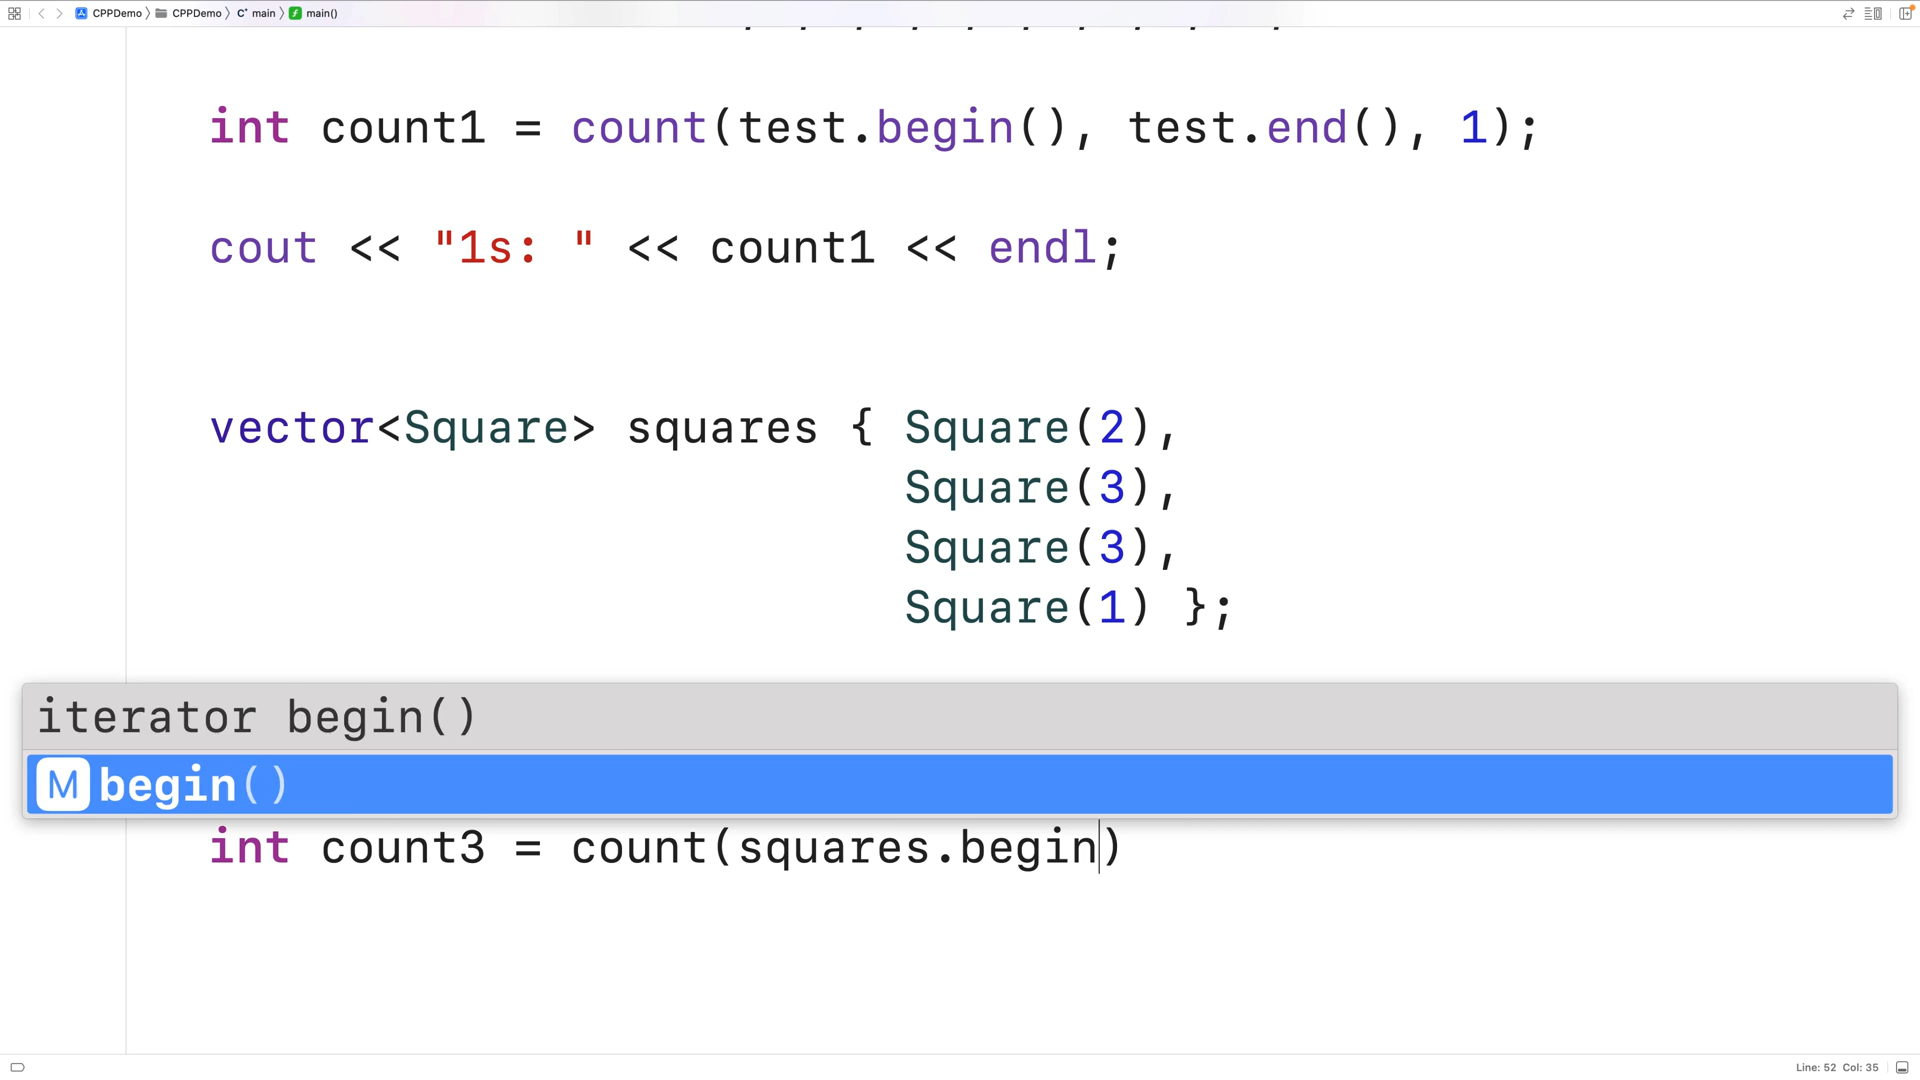 CPPDemo CPPDemo C+ main f main()
int count1 = count(test.begin(), test.end(), 1);
cout << "1s: " << count1 << endl;
vector<Square> squares { Square(2),
Square(3),
Square(3),
Square(1) };
iterator begin()
M begin()
int count3 = count(squares.begin)
Line: 52 Col: 35